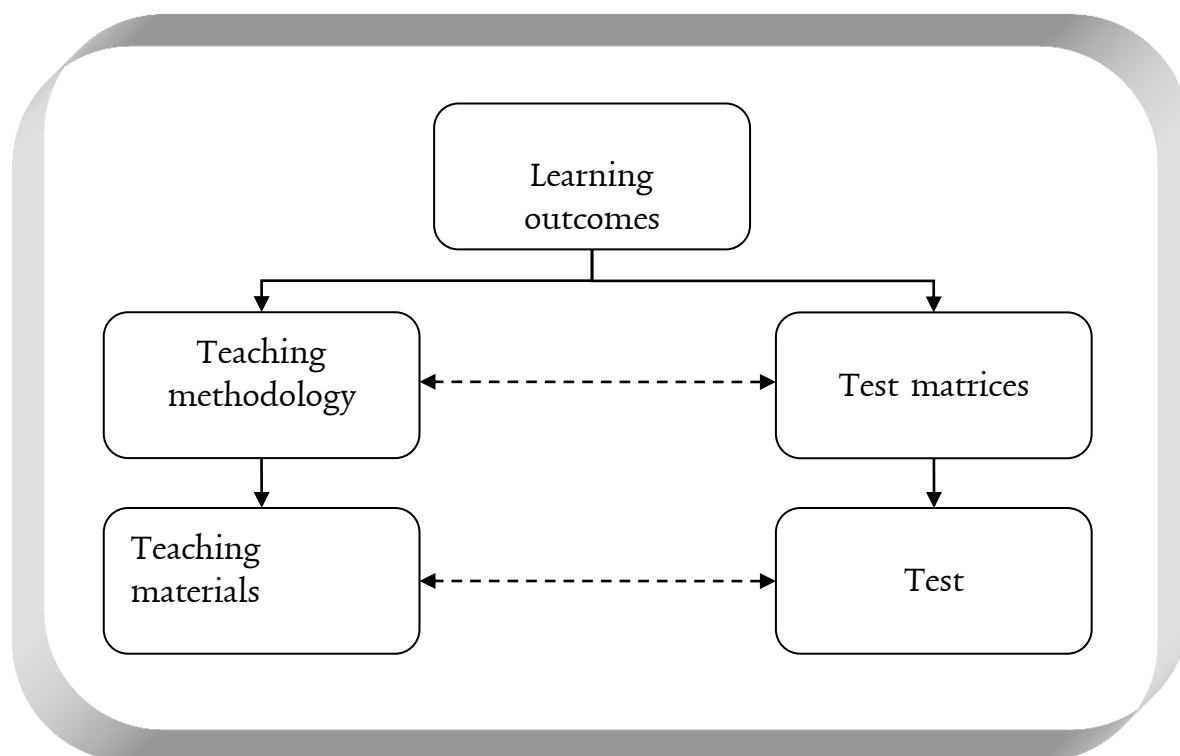 Learning
outcomes
Teaching
methodology
Test matrices
Teaching
materials
Test